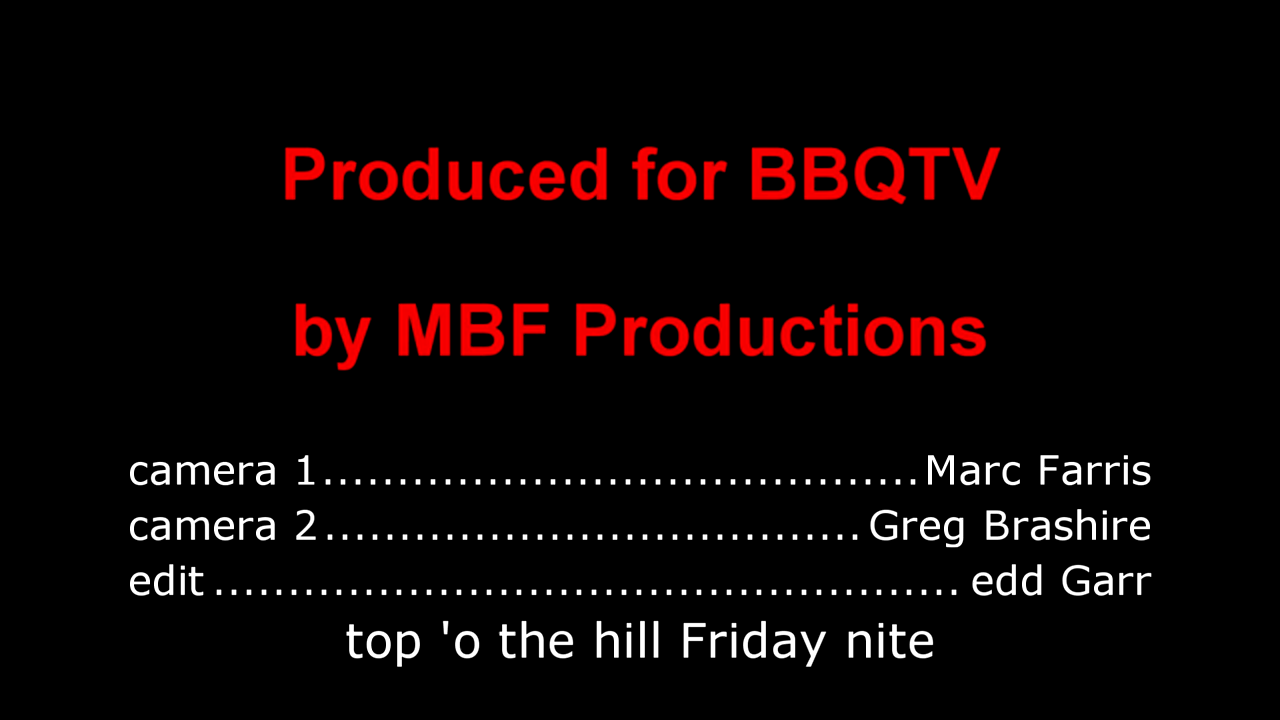 Produced for BBQTV
by MBF Productions
camera 1........................................Marc Farris
camera 2....................................Greg Brashire
edit.................................................. edd Garr
top 'o the hill Friday nite